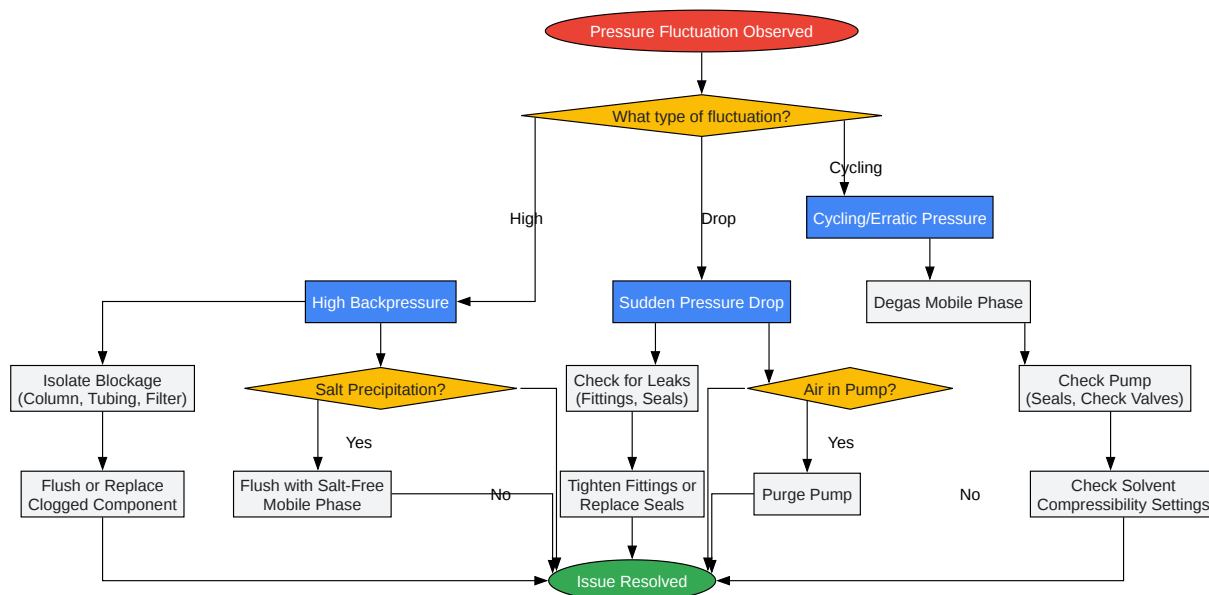 Pressure Fluctuation Observed
What type of fluctuation?
Cycling
High
Drop
Cycling/Erratic Pressure
High Backpressure
Sudden Pressure Drop
Degas Mobile Phase
Isolate Blockage
(Column, Tubing, Filter)
Salt Precipitation?
Check for Leaks
(Fittings, Seals)
Air in Pump?
Check Pump
(Seals, Check Valves)
Yes
Yes
Flush or Replace
Clogged Component
Flush with Salt-Free
Mobile Phase
No
Tighten Fittings or
Replace Seals
Purge Pump
No
Check Solvent
Compressibility Settings
Issue Resolved